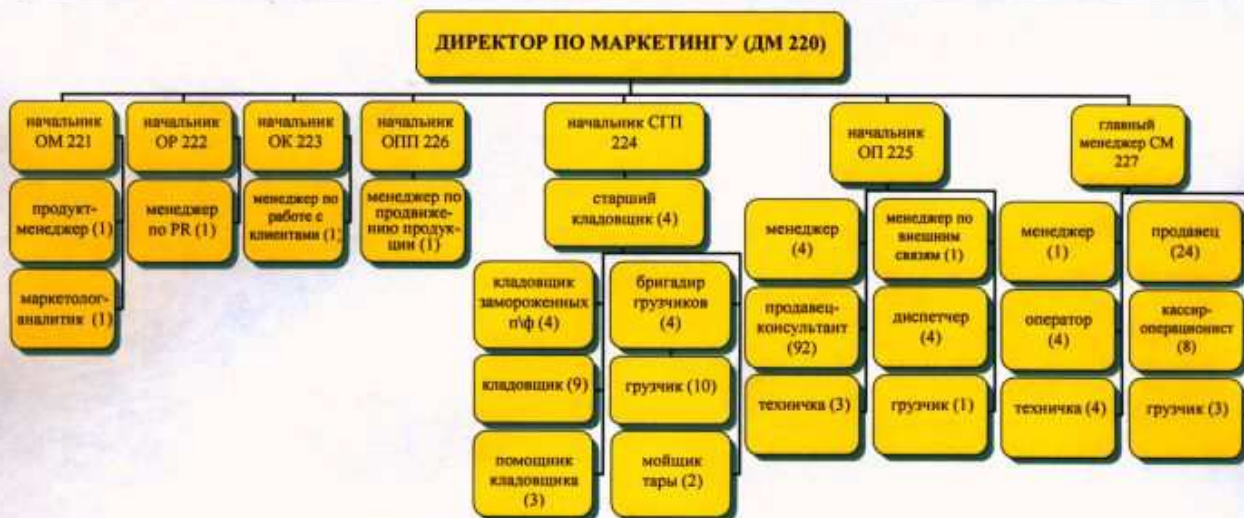 ДИРЕКТОР ПО МАРКЕТИНГУ (ДМ 220)
начальник
ОМ 221
начальник
ОР 222
начальник
ОК 223
начальник
ОПП 226
начальник СГП
224
начальник
ОП 225
главный
менеджер СМ
227
продукт-
менеджер (1)
менеджер
по PR (1)
менеджер по
работе с
клиентами (1)
менеджер по
продвиже-
нию продук-
ции (1)
старший
кладовщик (4)
менеджер
(4)
менеджер по
внешним
связям (1)
менеджер
(1)
продавец
(24)
маркетолог-
аналитик (1)
кладовщик
замороженных
п\ф (4)
бригадир
грузчиков
(4)
продавец-
консультант
(92)
диспетчер
(4)
оператор
(4)
кассир-
операционист
(8)
кладовщик (9)
грузчик (10)
техничка (3)
грузчик (1)
техничка (4)
грузчик (3)
помощник
кладовщика
(3)
мойщик
тары (2)